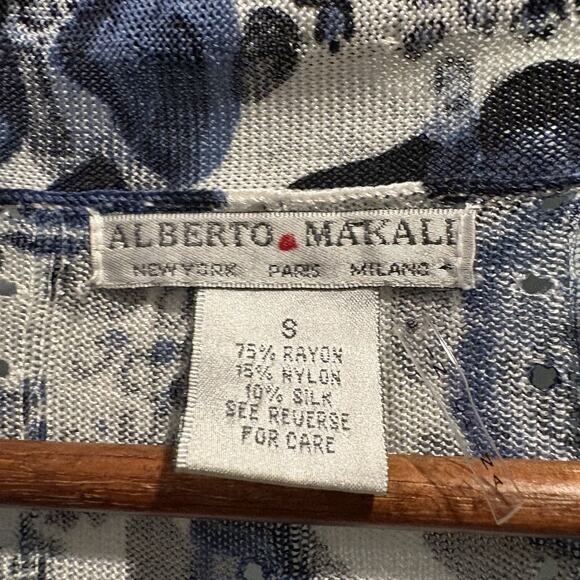 ALBERTO MAKALI
NEW YORK PARIS MILANO
S
75% RAYON
15% NYLON
10% SILK
SEE REVERSE
FOR CARE